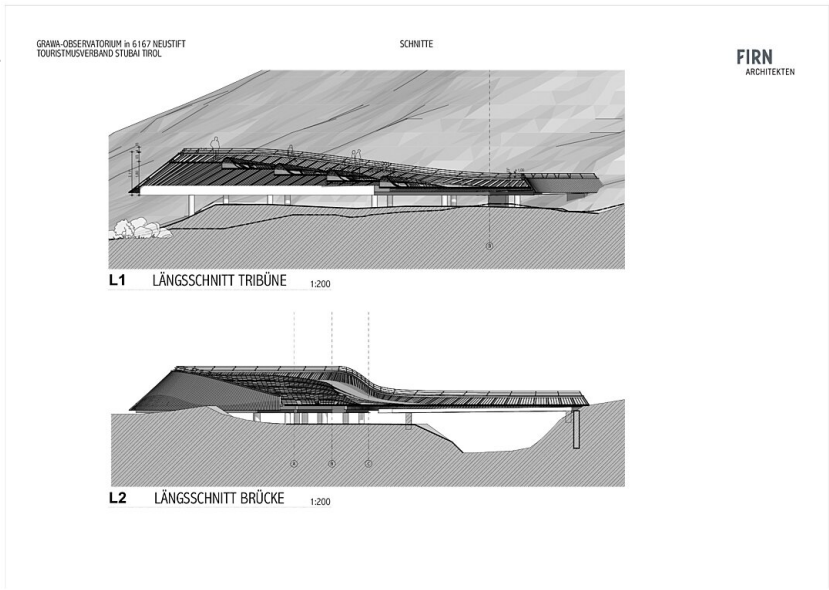 GRAWA-OBSERVATORIUM in 6167 NEUSTIFT
TOURISTMUSVERBAND STUBAI TIROL
SCHNITTE
FIRN
ARCHITEKTEN
L1 LÄNGSSCHNITT TRIBÜNE 1:200
L2 LÄNGSSCHNITT BRÜCKE 1:200